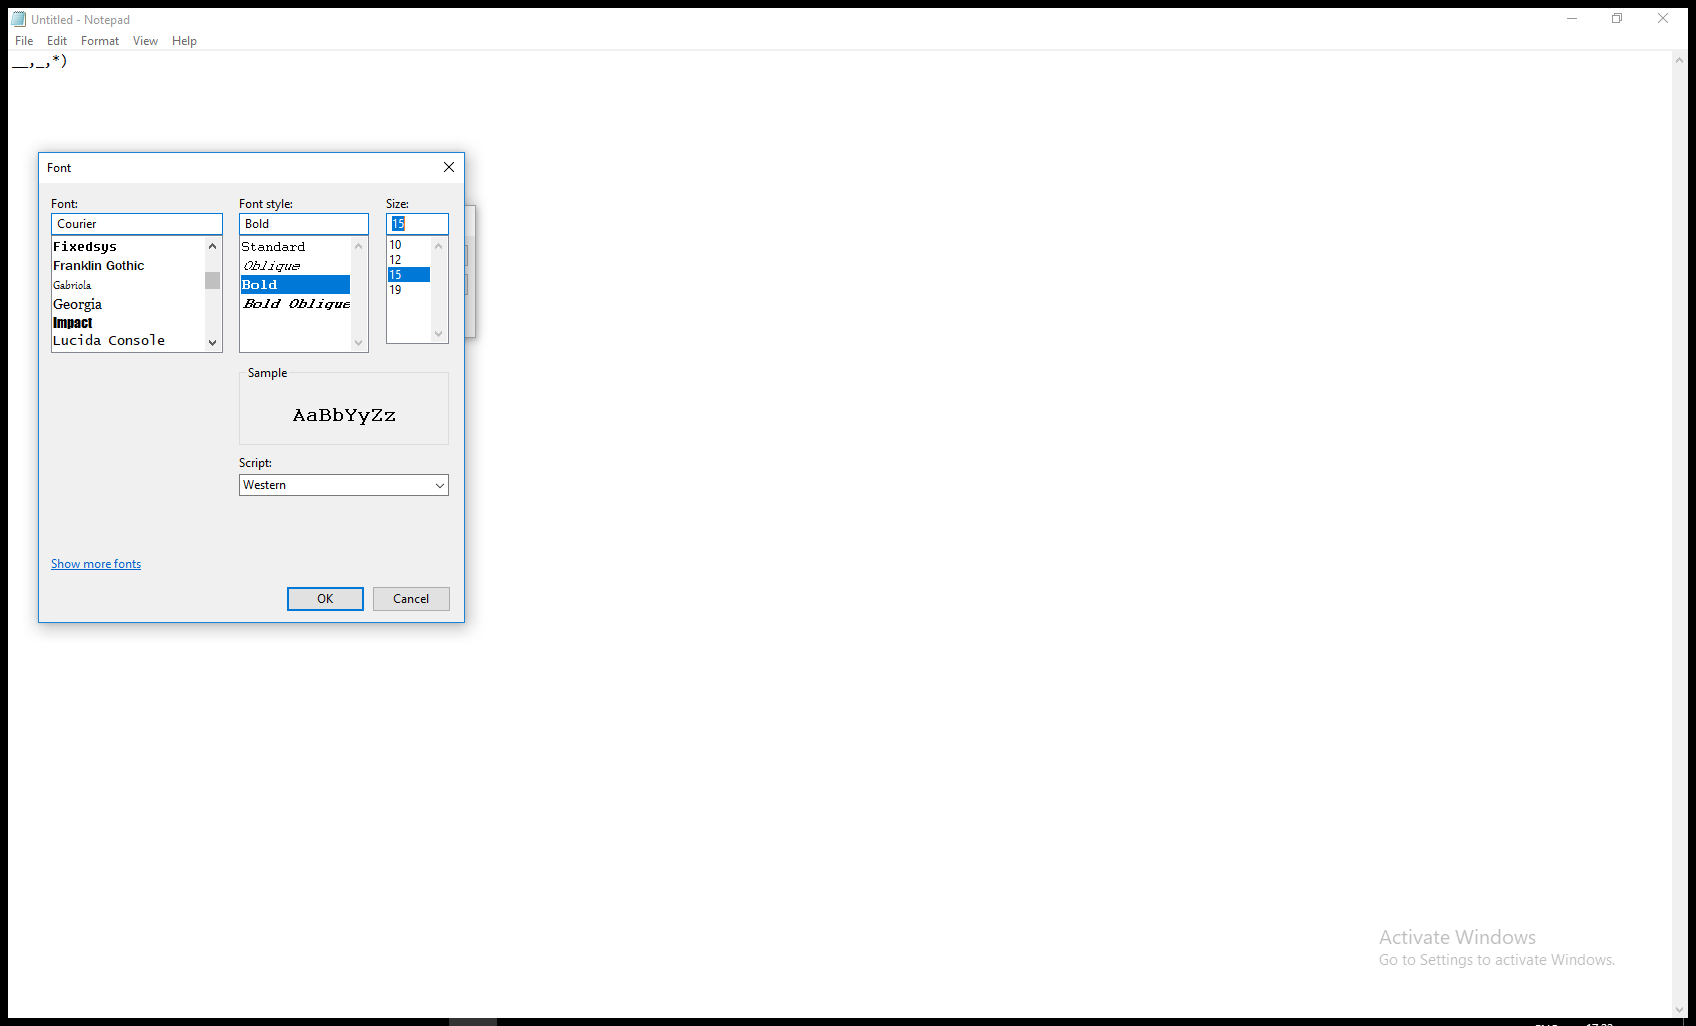 Untitled - Notepad
File Edit Format View Help
__,_,*)
Font
Font: Font style: Size:
Courier Bold 15
Fixedsys
Franklin Gothic
Gabriola
Georgia
Impact
Lucida Console
Standard
Oblique
Bold
Bold Oblique
10
12
15
19
Sample
AaBbYyZz
Script:
Western
Show more fonts
OK Cancel
Activate Windows
Go to Settings to activate Windows.